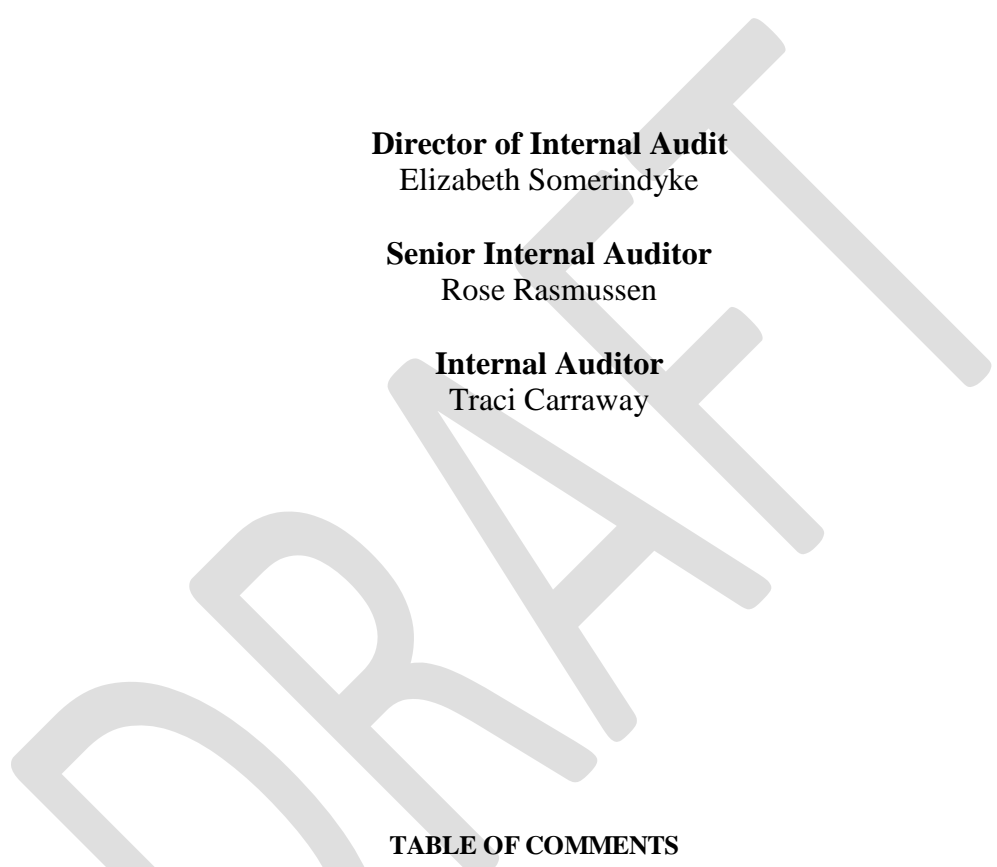 Director of Internal Audit
Elizabeth Somerindyke
Senior Internal Auditor
Rose Rasmussen
Internal Auditor
Traci Carraway
DRAFT
TABLE OF COMMENTS